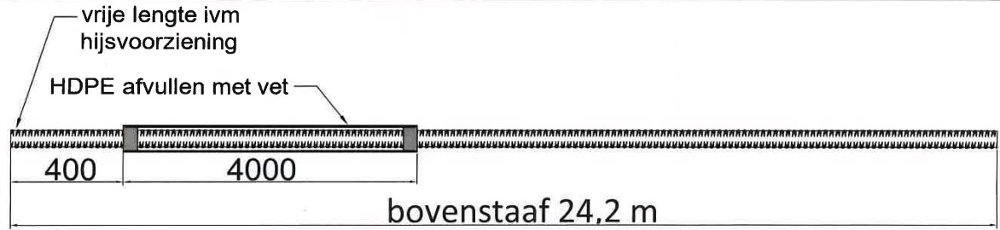 vrije lengte ivm
hijsvoorziening
HDPE afvullen met vet
400
4000
bovenstaaf 24,2 m